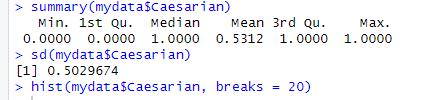 > summary(mydata$Caesarian)
   Min. 1st Qu.  Median    Mean 3rd Qu.    Max.
 0.0000  0.0000  1.0000  0.5312  1.0000  1.0000
> sd(mydata$Caesarian)
[1] 0.5029674
> hist(mydata$Caesarian, breaks = 20)